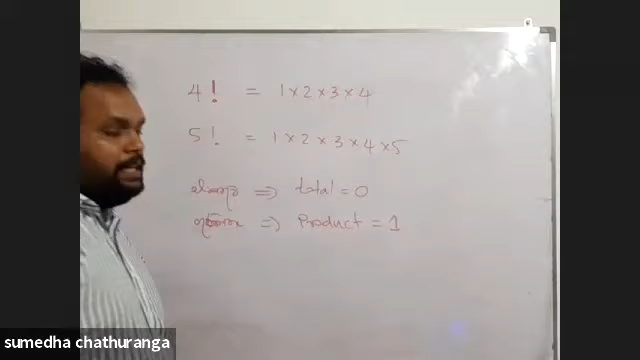 4! = 1×2×3×4
5! = 1×2×3×4×5
⇒ total = 0
⇒ Product = 1
sumedha chathuranga